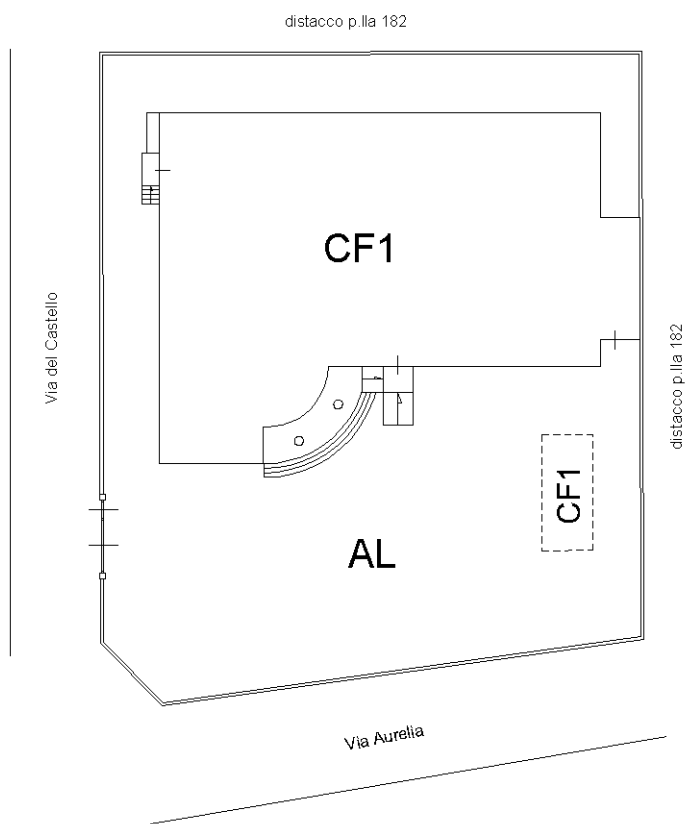 distacco p.lla 182
CF1
Via del Castello
distacco p.lla 182
CF1
AL
Via Aurelia